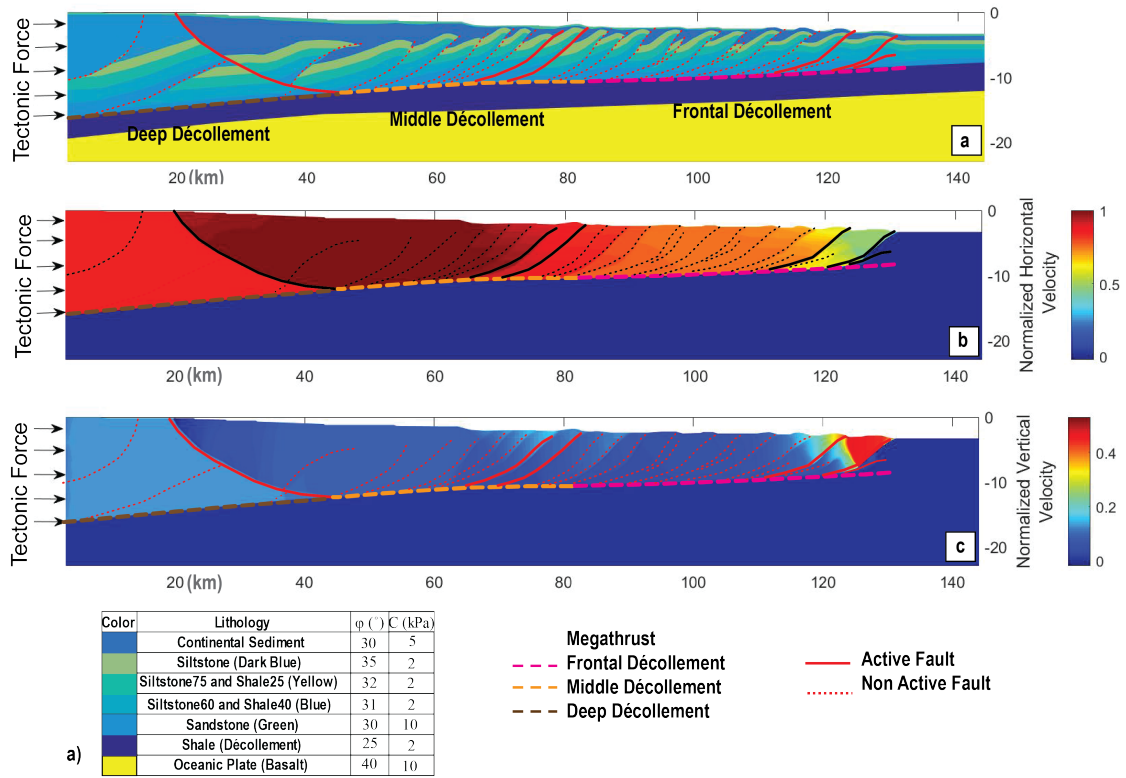 Tectonic Force
0
-10
-20
Deep Décollement
Middle Décollement
Frontal Décollement
a
20 (km)
40
60
80
100
120
140
Tectonic Force
0
-10
-20
b
20 (km)
40
60
80
100
120
140
Normalized Horizontal
Velocity
1
0.5
0
Tectonic Force
0
-10
-20
c
20 (km)
40
60
80
100
120
140
Normalized Vertical
Velocity
0.4
0.2
0
Color Lithology φ (°) C (kPa)
Continental Sediment 30 5
Siltstone (Dark Blue) 35 2
Siltstone75 and Shale25 (Yellow) 32 2
Siltstone60 and Shale40 (Blue) 31 2
Sandstone (Green) 30 10
Shale (Décollement) 25 2
Oceanic Plate (Basalt) 40 10
a)
Megathrust
Frontal Décollement
Middle Décollement
Deep Décollement
Active Fault
Non Active Fault